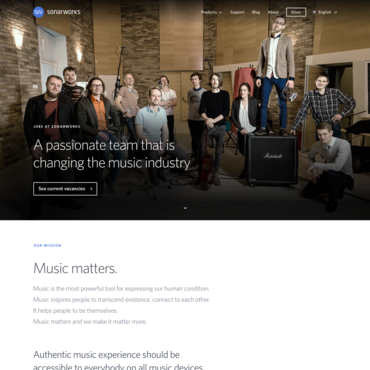 sonarworks
Products Support Blog About Store English
JOBS AT SONARWORKS
A passionate team that is
changing the music industry
See current vacancies
Marshall
OUR MISSION
Music matters.
Music is the most powerful tool for expressing our human condition.
Music inspires people to transcend existence, connect to each other.
It helps people to be themselves.
Music matters and we make it matter more.
Authentic music experience should be
accessible to everybody on all music devices